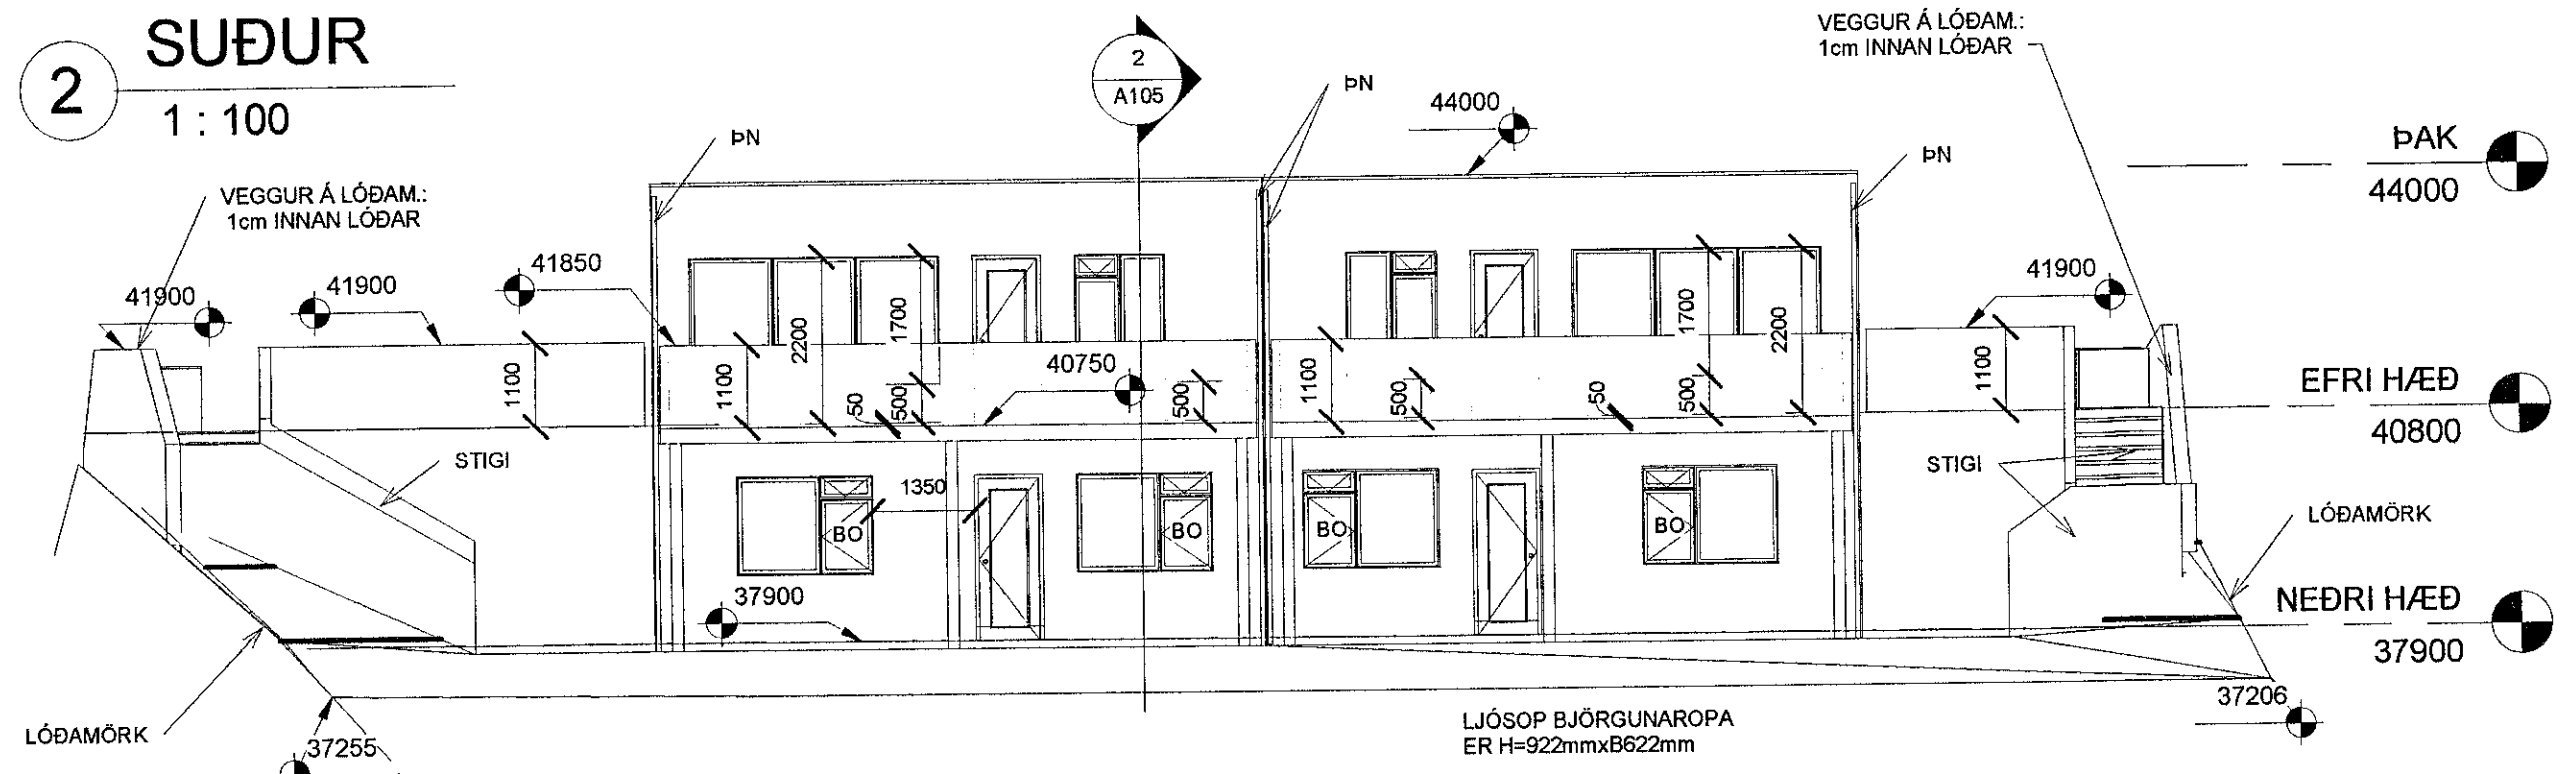 2
SUÐUR
1 : 100
2
A105
VEGGUR Á LÓÐAM.:
1cm INNAN LÓÐAR
ÞN
ÞN
44000
ÞN
ÞAK
44000
VEGGUR Á LÓÐAM.:
1cm INNAN LÓÐAR
41900
41900
41850
41900
1100
1100
2200
1700
50
500
40750
500
1100
500
50
1700
500
2200
1100
EFRI HÆÐ
40800
STIGI
STIGI
1350
BO
BO
BO
BO
LÓÐAMÖRK
37900
NEÐRI HÆÐ
37900
LÓÐAMÖRK
37255
37206
LJÓSOP BJÖRGUNAROPA
ER H=922mmxB622mm